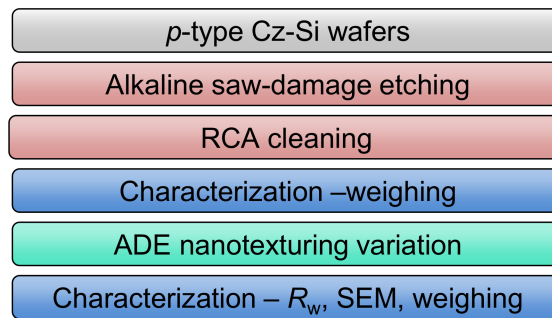 p-type Cz-Si wafers
Alkaline saw-damage etching
RCA cleaning
Characterization –weighing
ADE nanotexturing variation
Characterization – Rw, SEM, weighing